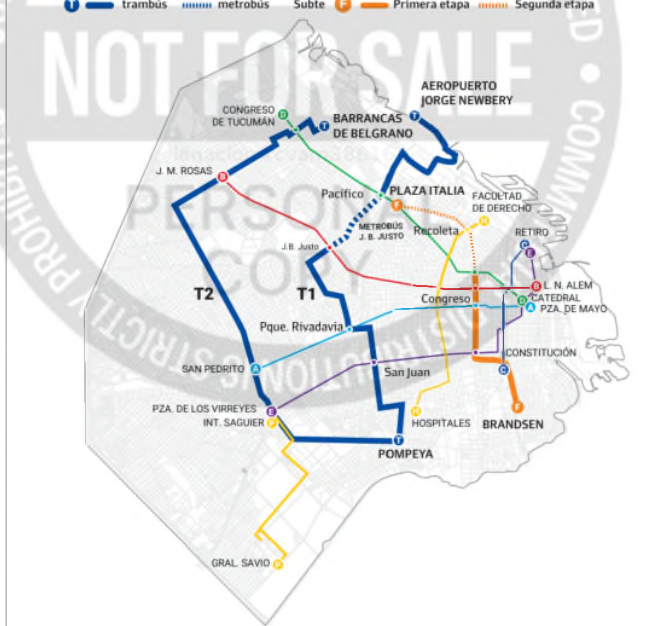 T trambús metrobús Subte F Primera etapa Segunda etapa
NOT FOR SALE
PERSONAL
COPY
AEROPUERTO
JORGE NEWBERY
T
CONGRESO
DE TUCUMÁN
D
T
BARRANCAS
DE BELGRANO
J. M. ROSAS
B
Pacífico
PLAZA ITALIA
F
FACULTAD
DE DERECHO
H
METROBÚS
J. B. JUSTO
Recoleta
RETIRO
C
E
J.B. Justo
T2
T1
Congreso
B
L. N. ALEM
D
CATEDRAL
A
PZA. DE MAYO
Pque. Rivadavia
CONSTITUCIÓN
C
SAN PEDRITO
A
San Juan
PZA. DE LOS VIRREYES
E
INT. SAGUIER
P
H
HOSPITALES
F
BRANDSEN
T
POMPEYA
GRAL. SAVIO
P